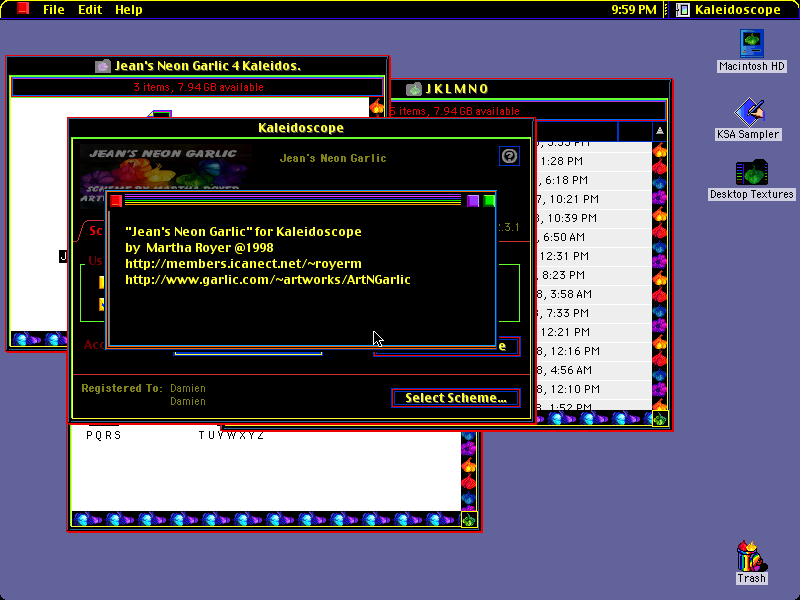 File Edit Help
9:59 PM
Kaleidoscope
Jean's Neon Garlic 4 Kaleidos.
3 items, 7.94 GB available
JKLMNO
items, 7.94 GB available
Kaleidoscope
JEAN'S NEON GARLIC
SCHEME BY MARTHA ROYER
Jean's Neon Garlic
"Jean's Neon Garlic" for Kaleidoscope
by Martha Royer @1998
http://members.icanect.net/~royerm
http://www.garlic.com/~artworks/ArtNGarlic
Registered To: Damien
Damien
Select Scheme...
1:28 PM
6:18 PM
10:21 PM
10:39 PM
6:50 AM
12:31 PM
8:23 PM
8, 3:58 AM
7:33 PM
12:21 PM
8, 12:16 PM
8, 4:56 AM
8, 12:10 PM
8, 1:52 PM
PQRS
TUVWXYZ
Macintosh HD
KSA Sampler
Desktop Textures
Trash